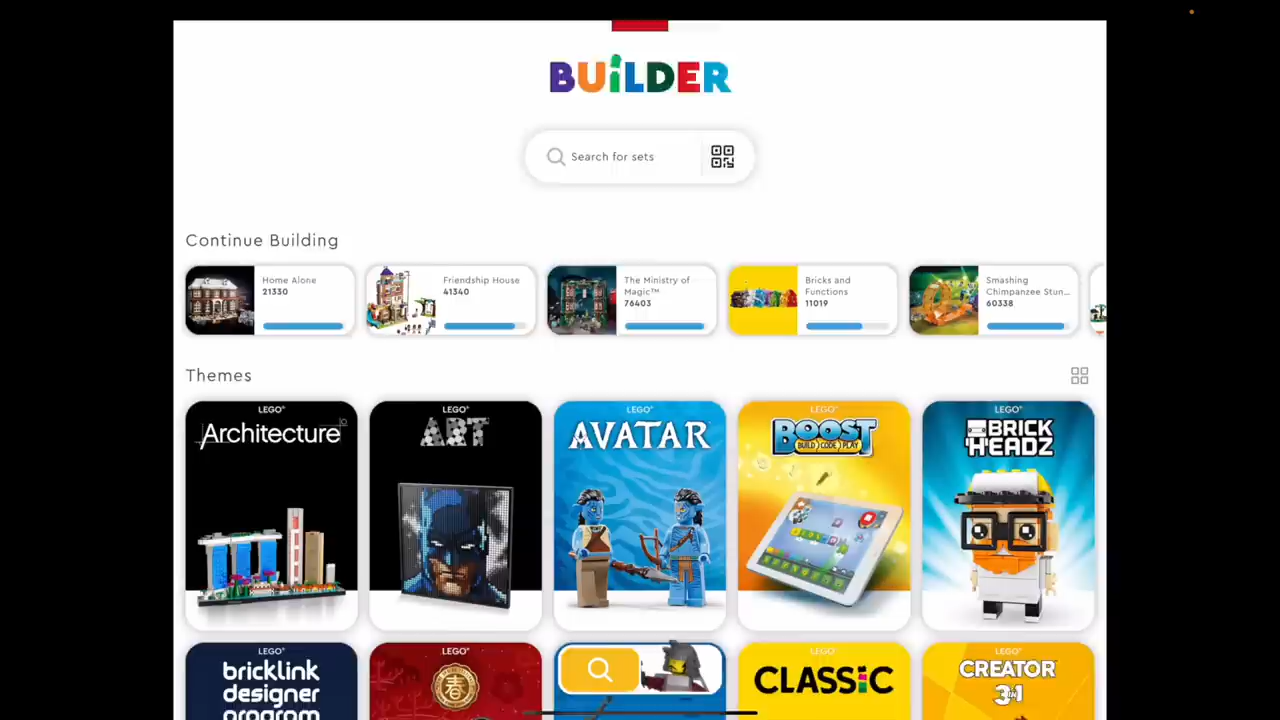 BUILDER
Search for sets
Continue Building
Home Alone
21330
Friendship House
41340
The Ministry of
Magic™
76403
Bricks and
Functions
11019
Smashing
Chimpanzee Stun...
60338
Themes
LEGO®
Architecture
LEGO®
ART
LEGO®
AVATAR
LEGO®
BOOST
BUILD CODE PLAY
LEGO®
BRICK
HEADZ
LEGO®
bricklink
designer
program
LEGO®
春
LEGO®
CLASSIC
LEGO®
CREATOR
3in1